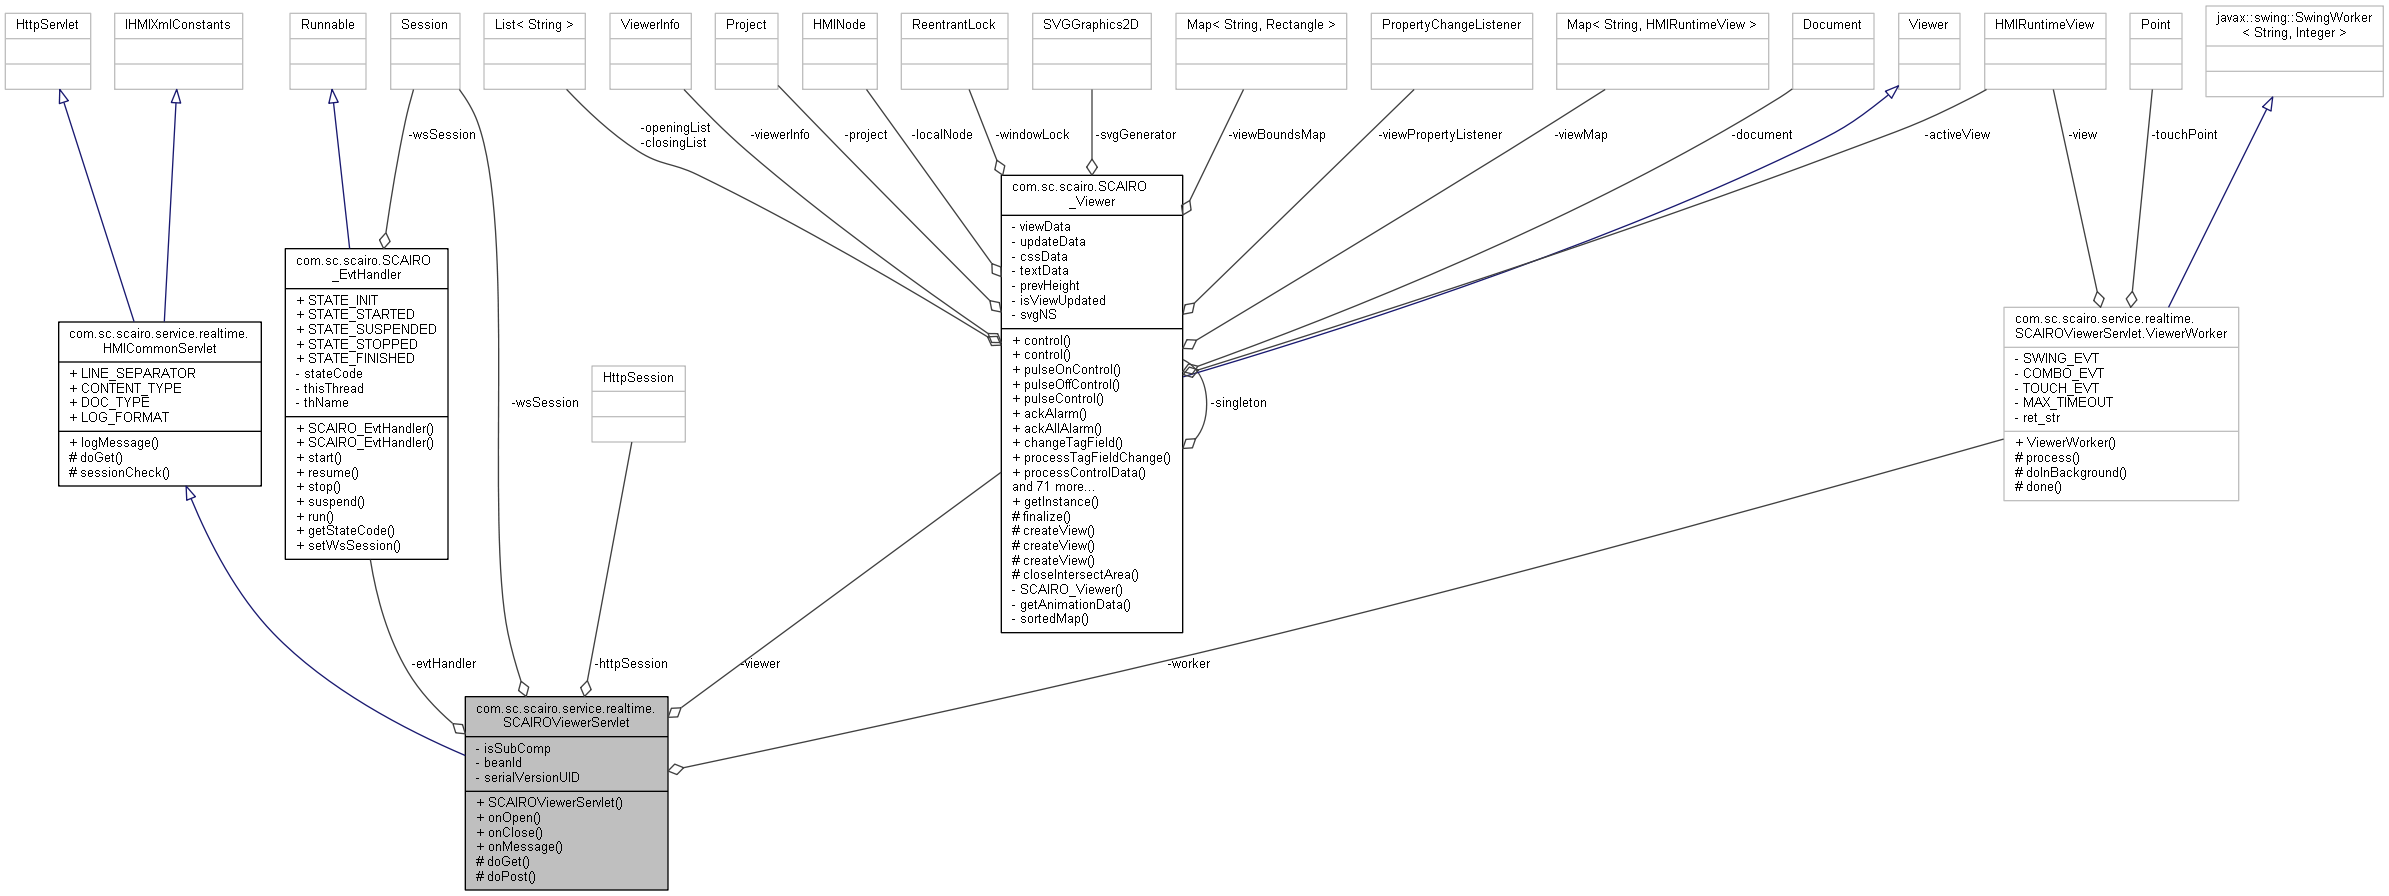 HttpServlet
IHMIXmlConstants
Runnable
Session
List< String >
ViewerInfo
Project
HMINode
ReentrantLock
SVGGraphics2D
Map< String, Rectangle >
PropertyChangeListener
Map< String, HMIRuntimeView >
Document
Viewer
HMIRuntimeView
Point
javax::swing::SwingWorker
< String, Integer >
-wsSession
-openingList
-closingList
-viewerInfo
-project
-localNode
-windowLock
-svgGenerator
-viewBoundsMap
-viewPropertyListener
-viewMap
-document
-activeView
-view
-touchPoint
com.sc.scairo.service.realtime.
HMICommonServlet
+ LINE_SEPARATOR
+ CONTENT_TYPE
+ DOC_TYPE
+ LOG_FORMAT
+ logMessage()
# doGet()
# sessionCheck()
com.sc.scairo.SCAIRO
_EvtHandler
+ STATE_INIT
+ STATE_STARTED
+ STATE_SUSPENDED
+ STATE_STOPPED
+ STATE_FINISHED
- stateCode
- thisThread
- thName
+ SCAIRO_EvtHandler()
+ SCAIRO_EvtHandler()
+ start()
+ resume()
+ stop()
+ suspend()
+ run()
+ getStateCode()
+ setWsSession()
-wsSession
HttpSession
com.sc.scairo.SCAIRO
_Viewer
- viewData
- updateData
- cssData
- textData
- prevHeight
- isViewUpdated
- svgNS
+ control()
+ control()
+ pulseOnControl()
+ pulseOffControl()
+ pulseControl()
+ ackAlarm()
+ ackAllAlarm()
+ changeTagField()
+ processTagFieldChange()
+ processControlData()
and 71 more...
+ getInstance()
# finalize()
# createView()
# createView()
# createView()
# closeIntersectArea()
- SCAIRO_Viewer()
- getAnimationData()
- sortedMap()
-singleton
com.sc.scairo.service.realtime.
SCAIROViewerServlet.ViewerWorker
- SWING_EVT
- COMBO_EVT
- TOUCH_EVT
- MAX_TIMEOUT
- ret_str
+ ViewerWorker()
# process()
# doInBackground()
# done()
-evtHandler
-httpSession
-viewer
-worker
com.sc.scairo.service.realtime.
SCAIROViewerServlet
- isSubComp
- beanId
- serialVersionUID
+ SCAIROViewerServlet()
+ onOpen()
+ onClose()
+ onMessage()
# doGet()
# doPost()